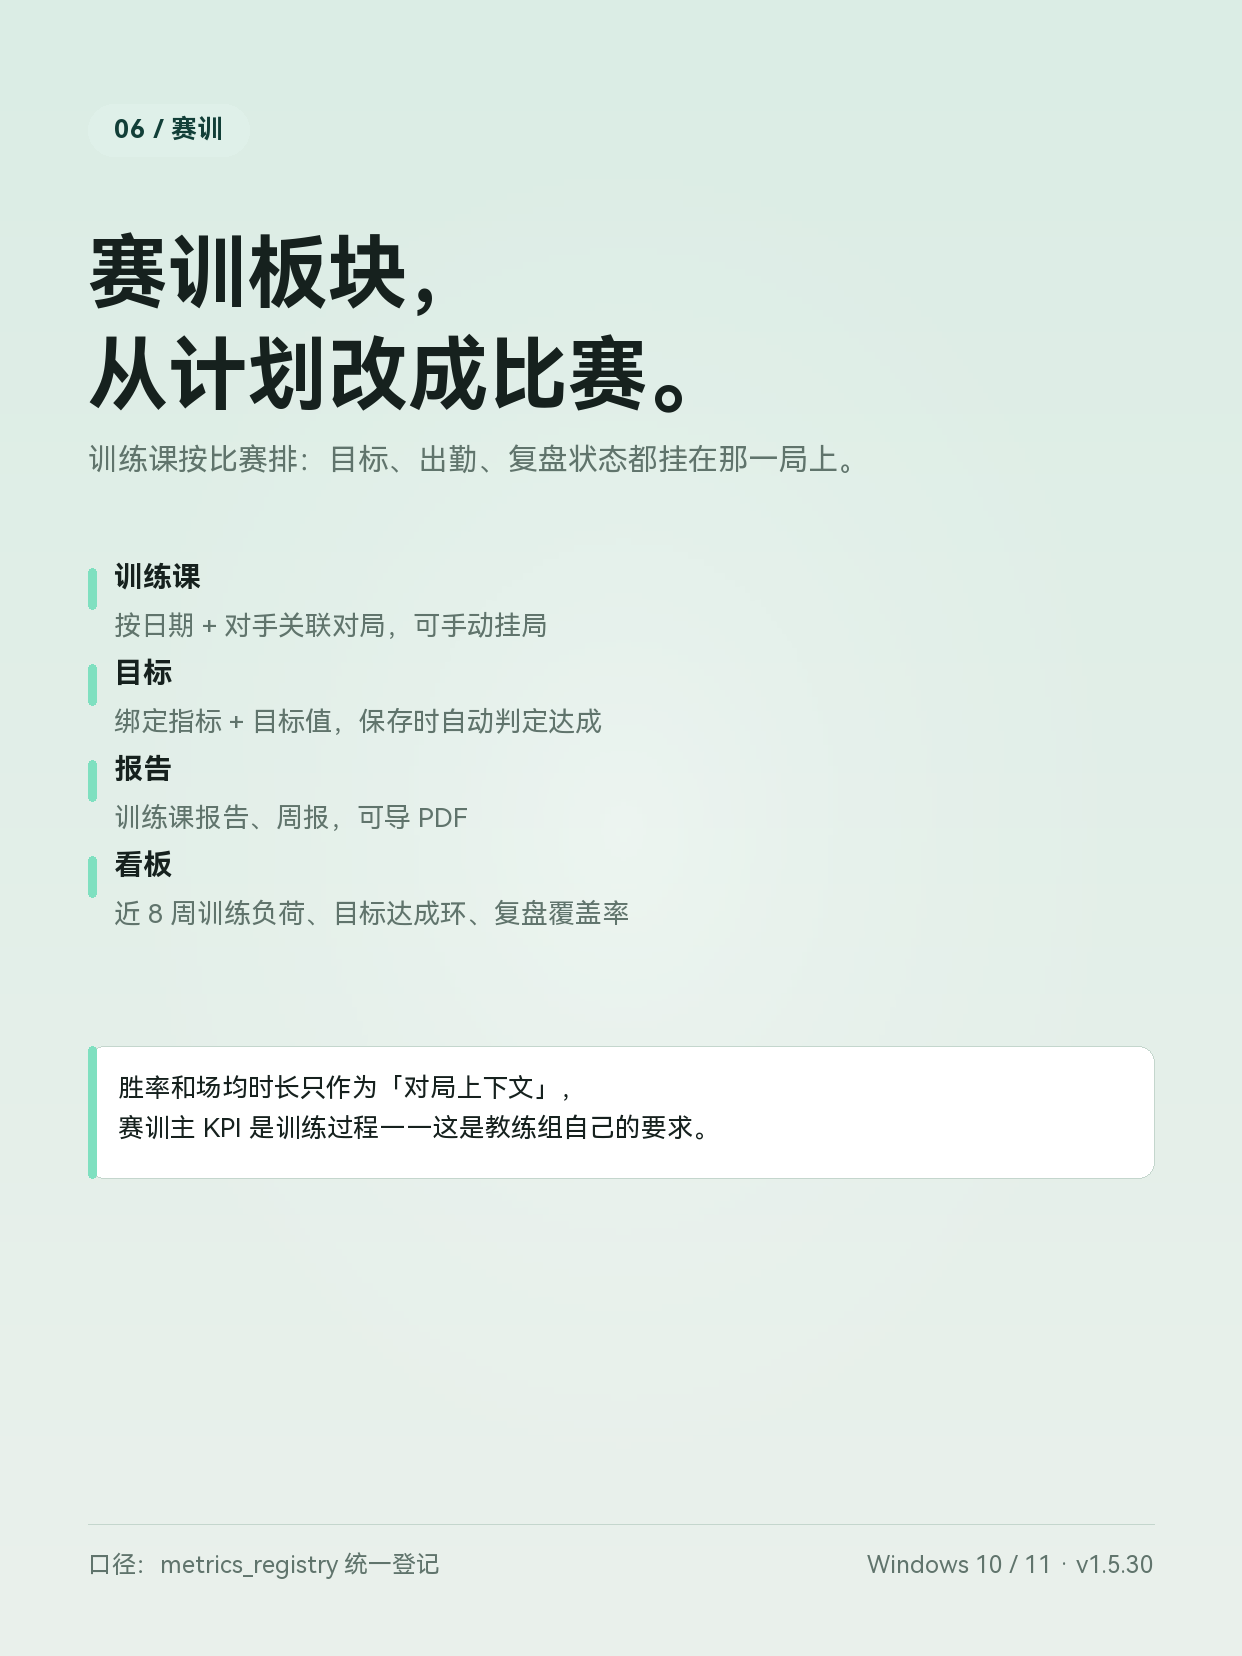 06 / 赛训
赛训板块，
从计划改成比赛。
训练课按比赛排：目标、出勤、复盘状态都挂在那一局上。
训练课
按日期 + 对手关联对局，可手动挂局
目标
绑定指标 + 目标值，保存时自动判定达成
报告
训练课报告、周报，可导 PDF
看板
近 8 周训练负荷、目标达成环、复盘覆盖率
胜率和场均时长只作为「对局上下文」，
赛训主 KPI 是训练过程——这是教练组自己的要求。
口径：metrics_registry 统一登记
Windows 10 / 11 · v1.5.30